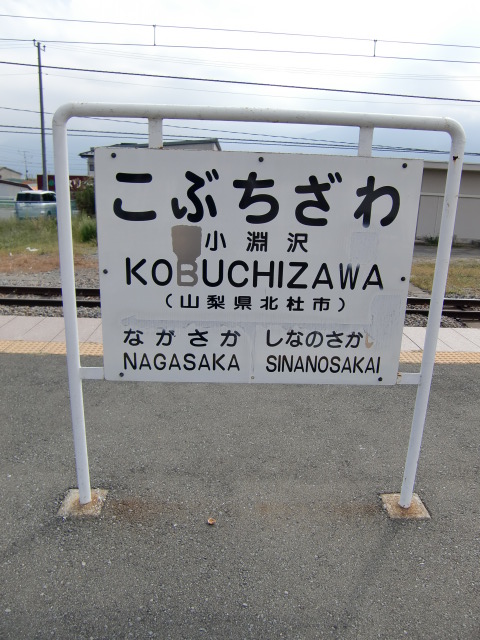 こぶちざわ
小淵沢
KOBUCHIZAWA
(山梨県北杜市)
ながさか しなのさかい
NAGASAKA SINANOSAKAI